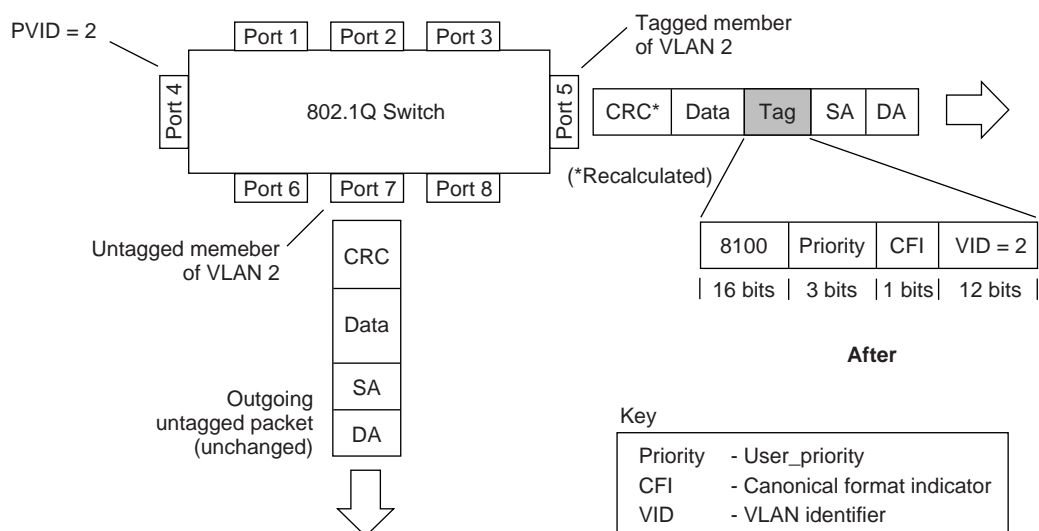 PVID = 2
Port 1
Port 2
Port 3
Tagged member
of VLAN 2
Port 4
802.1Q Switch
Port 5
CRC*
Data
Tag
SA
DA
(*Recalculated)
Port 6
Port 7
Port 8
Untagged memeber
of VLAN 2
CRC
Data
SA
DA
8100
Priority
CFI
VID = 2
16 bits
3 bits
1 bits
12 bits
After
Outgoing
untagged packet
(unchanged)
Key
Priority - User_priority
CFI - Canonical format indicator
VID - VLAN identifier